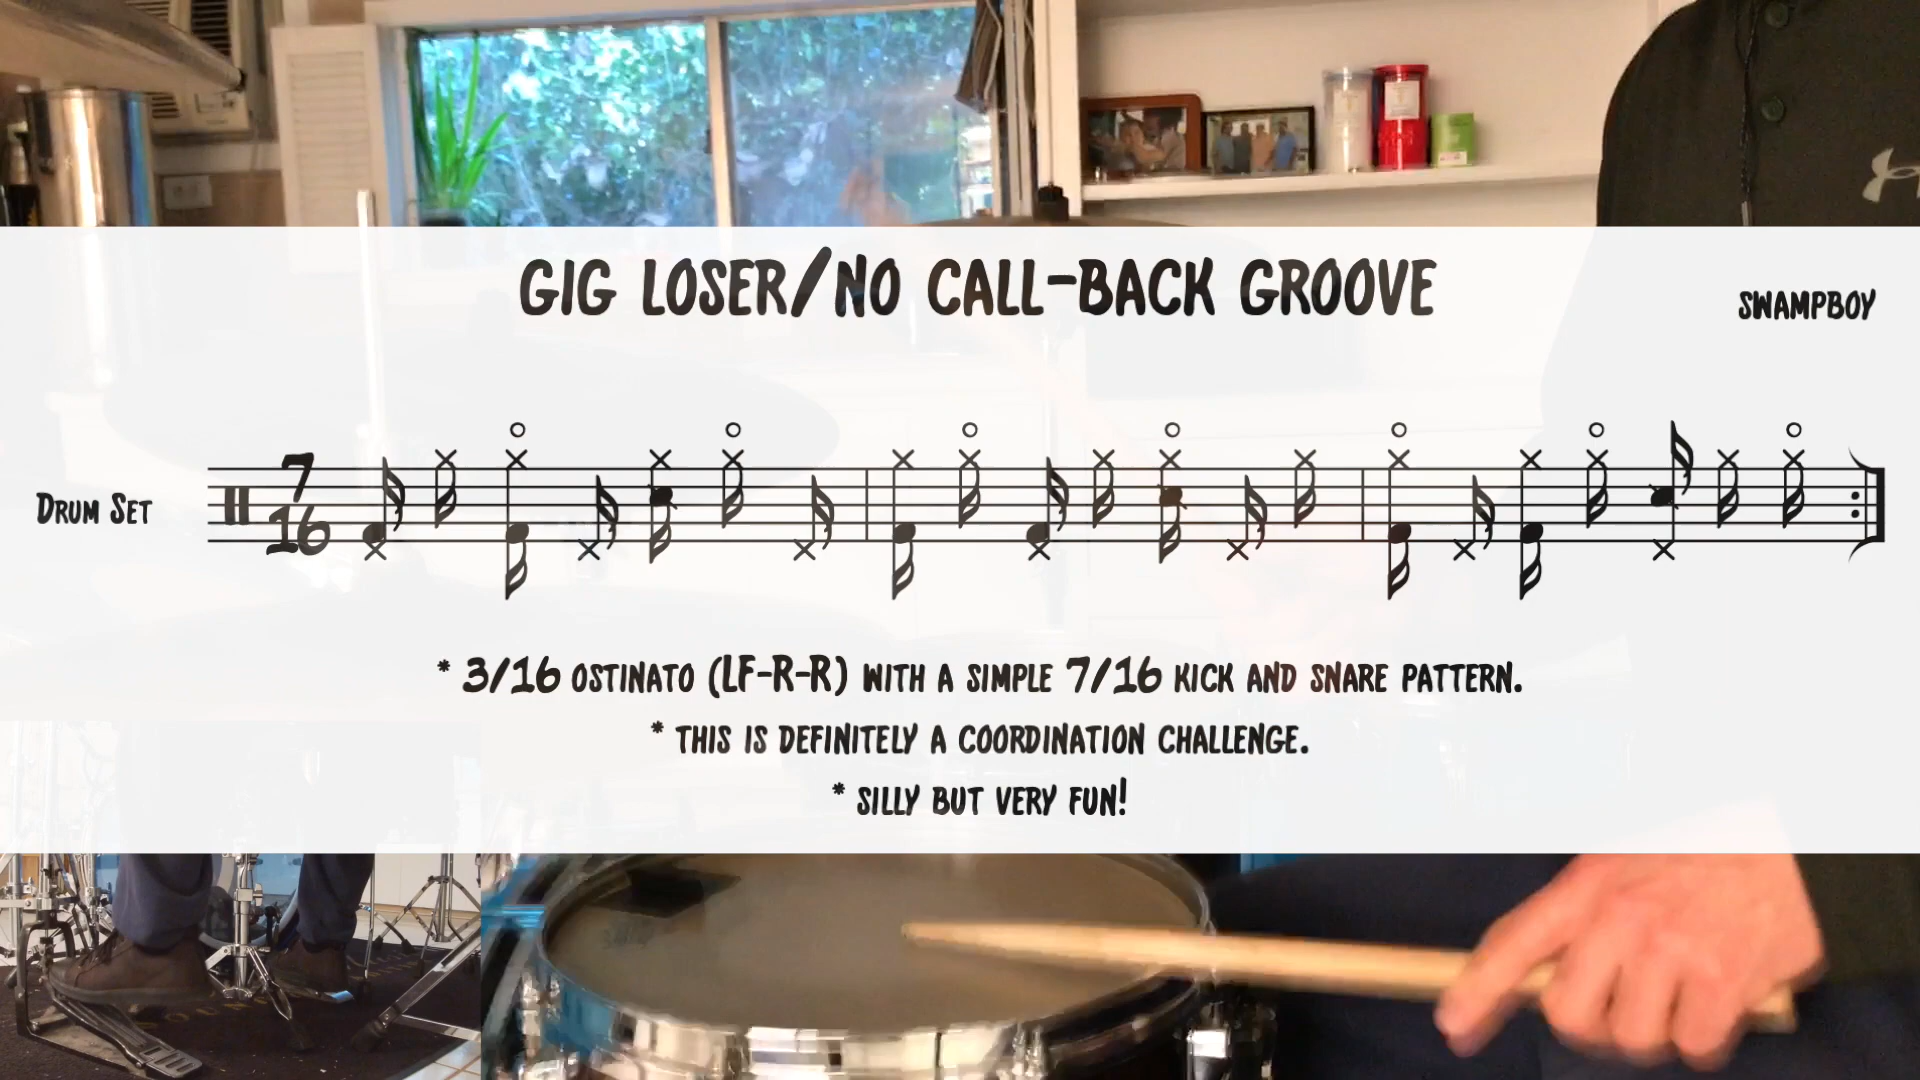 GIG LOSER/NO CALL-BACK GROOVE
SWAMPBOY
7
16
DRUM SET
* 3/16 OSTINATO (LF-R-R) WITH A SIMPLE 7/16 KICK AND SNARE PATTERN.
* THIS IS DEFINITELY A COORDINATION CHALLENGE.
* SILLY BUT VERY FUN!